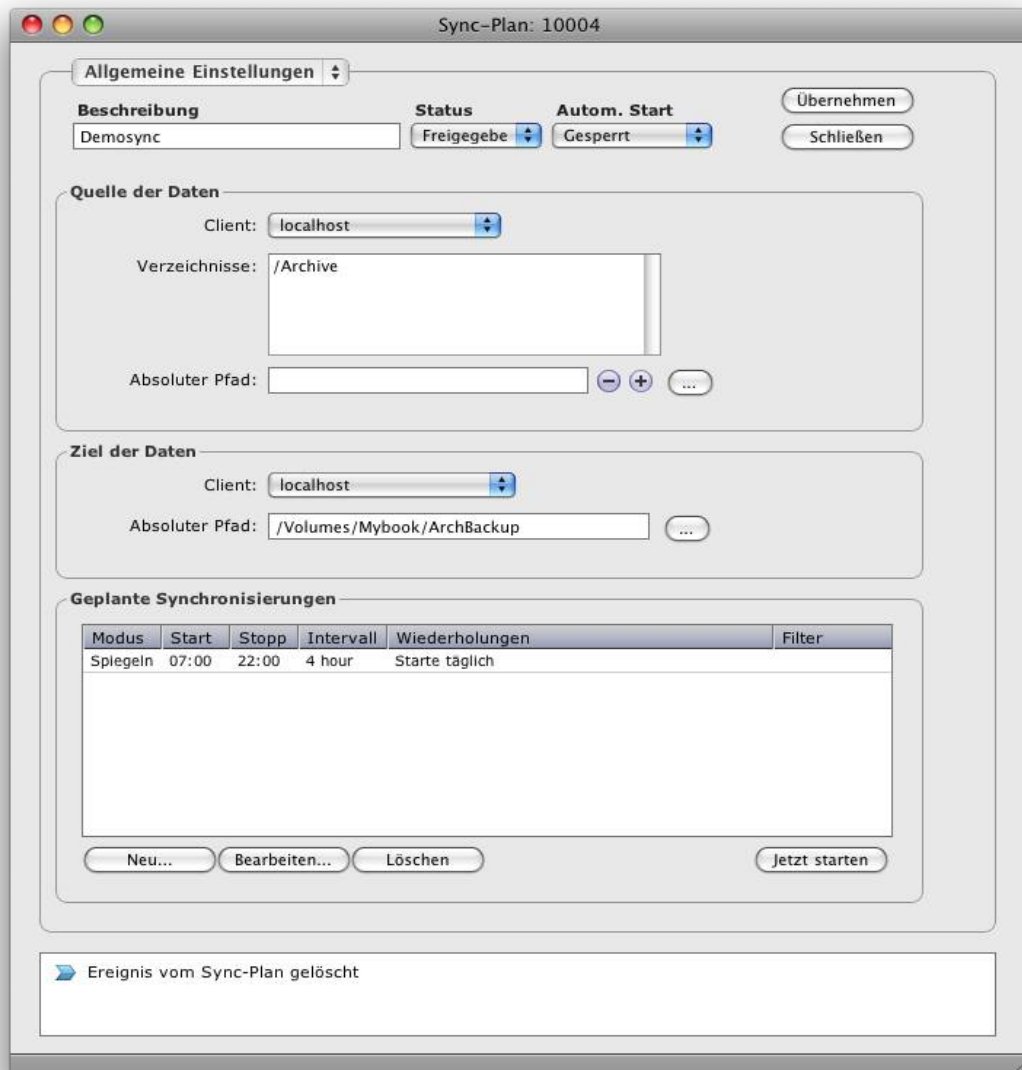 Sync-Plan: 10004
Allgemeine Einstellungen
Übernehmen
Beschreibung Status Autom. Start
Demosync Freigegebe Gesperrt
Schließen
Quelle der Daten
Client: localhost
Verzeichnisse: /Archive
Absoluter Pfad: ...
Ziel der Daten
Client: localhost
Absoluter Pfad: /Volumes/Mybook/ArchBackup ...
Geplante Synchronisierungen
Modus Start Stopp Intervall Wiederholungen Filter
Spiegeln 07:00 22:00 4 hour Starte täglich
Neu... Bearbeiten... Löschen Jetzt starten
Ereignis vom Sync-Plan gelöscht